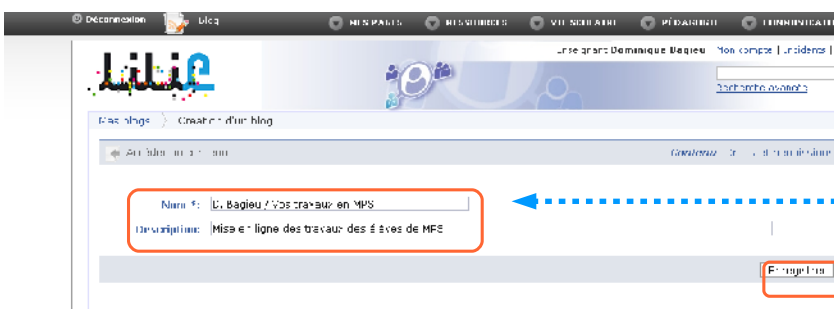 Déconnexion blog MES PAGES RESSOURCES VIE SCOLAIRE PÉDAGOGIE
Enseignant Dominique Bagieu Mon compte | Incidents |
lilie
Recherche avancée
Mes blogs Création d'un blog
Contenu
Nom *: D. Bagieu / Vos travaux en MPS
Description: Mise en ligne des travaux des élèves de MPS
Enregistrer